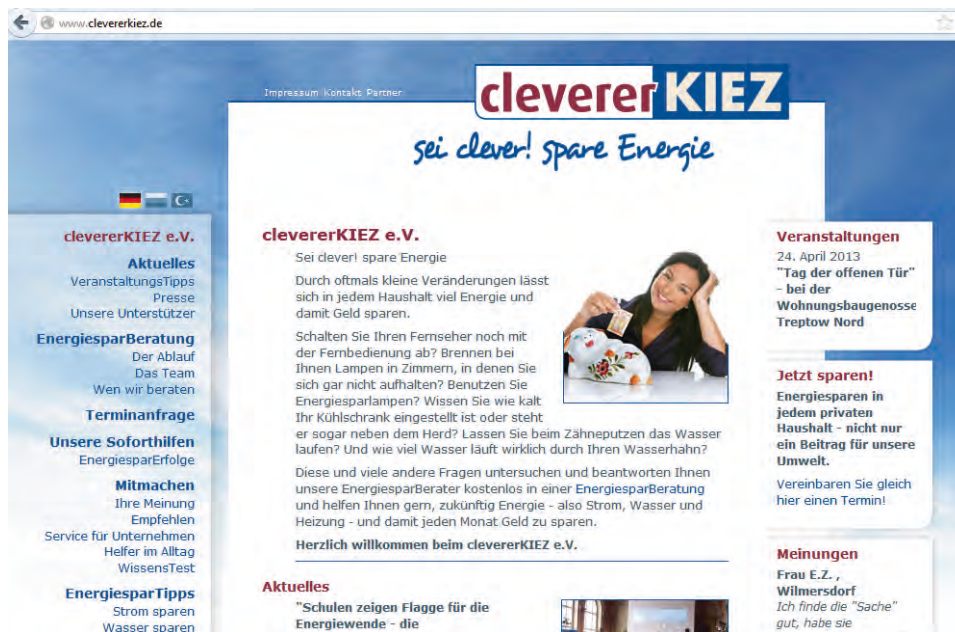 www.clevererkiez.de
Impressum Kontakt Partner
clevererKIEZ
sei clever! spare Energie
clevererKIEZ e.V.
Aktuelles
VeranstaltungsTipps
Presse
Unsere Unterstützer
EnergiesparBeratung
Der Ablauf
Das Team
Wen wir beraten
Terminanfrage
Unsere Soforthilfen
EnergiesparErfolge
Mitmachen
Ihre Meinung
Empfehlen
Service für Unternehmen
Helfer im Alltag
WissensTest
EnergiesparTipps
Strom sparen
Wasser sparen
clevererKIEZ e.V.
Sei clever! spare Energie
Durch oftmals kleine Veränderungen lässt
sich in jedem Haushalt viel Energie und
damit Geld sparen.
Schalten Sie Ihren Fernseher noch mit
der Fernbedienung ab? Brennen bei
Ihnen Lampen in Zimmern, in denen Sie
sich gar nicht aufhalten? Benutzen Sie
Energiesparlampen? Wissen Sie wie kalt
Ihr Kühlschrank eingestellt ist oder steht
er sogar neben dem Herd? Lassen Sie beim Zähneputzen das Wasser
laufen? Und wie viel Wasser läuft wirklich durch Ihren Wasserhahn?
Diese und viele andere Fragen untersuchen und beantworten Ihnen
unsere EnergiesparBerater kostenlos in einer EnergiesparBeratung
und helfen Ihnen gern, zukünftig Energie - also Strom, Wasser und
Heizung - und damit jeden Monat Geld zu sparen.
Herzlich willkommen beim clevererKIEZ e.V.
Aktuelles
"Schulen zeigen Flagge für die
Energiewende - die
Veranstaltungen
24. April 2013
"Tag der offenen Tür"
- bei der
Wohnungsbaugenosse
Treptow Nord
Jetzt sparen!
Energiesparen in
jedem privaten
Haushalt - nicht nur
ein Beitrag für unsere
Umwelt.
Vereinbaren Sie gleich
hier einen Termin!
Meinungen
Frau E.Z. ,
Wilmersdorf
Ich finde die "Sache"
gut, habe sie